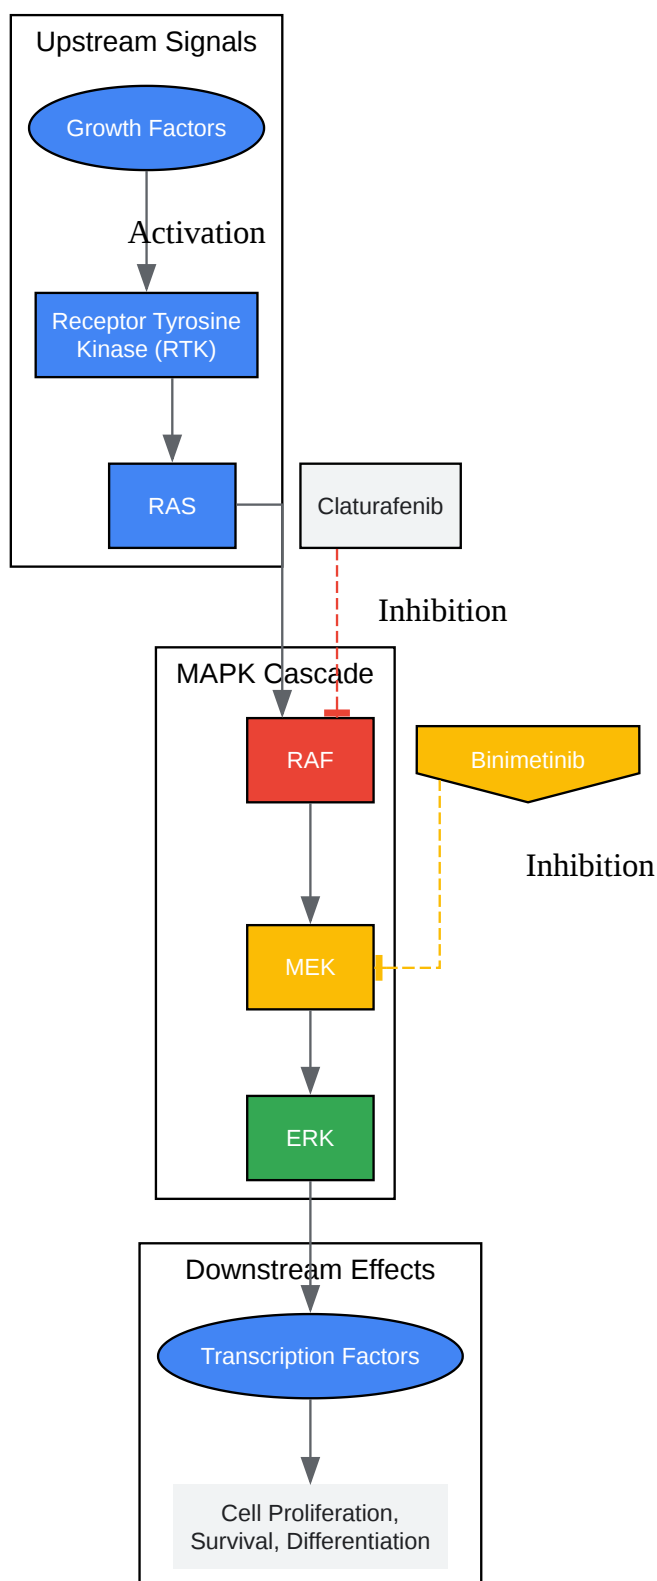 Upstream Signals
Growth Factors
Activation
Receptor Tyrosine
Kinase (RTK)
RAS
Claturafenib
Inhibition
MAPK Cascade
RAF
Binimetinib
Inhibition
MEK
ERK
Downstream Effects
Transcription Factors
Cell Proliferation,
Survival, Differentiation